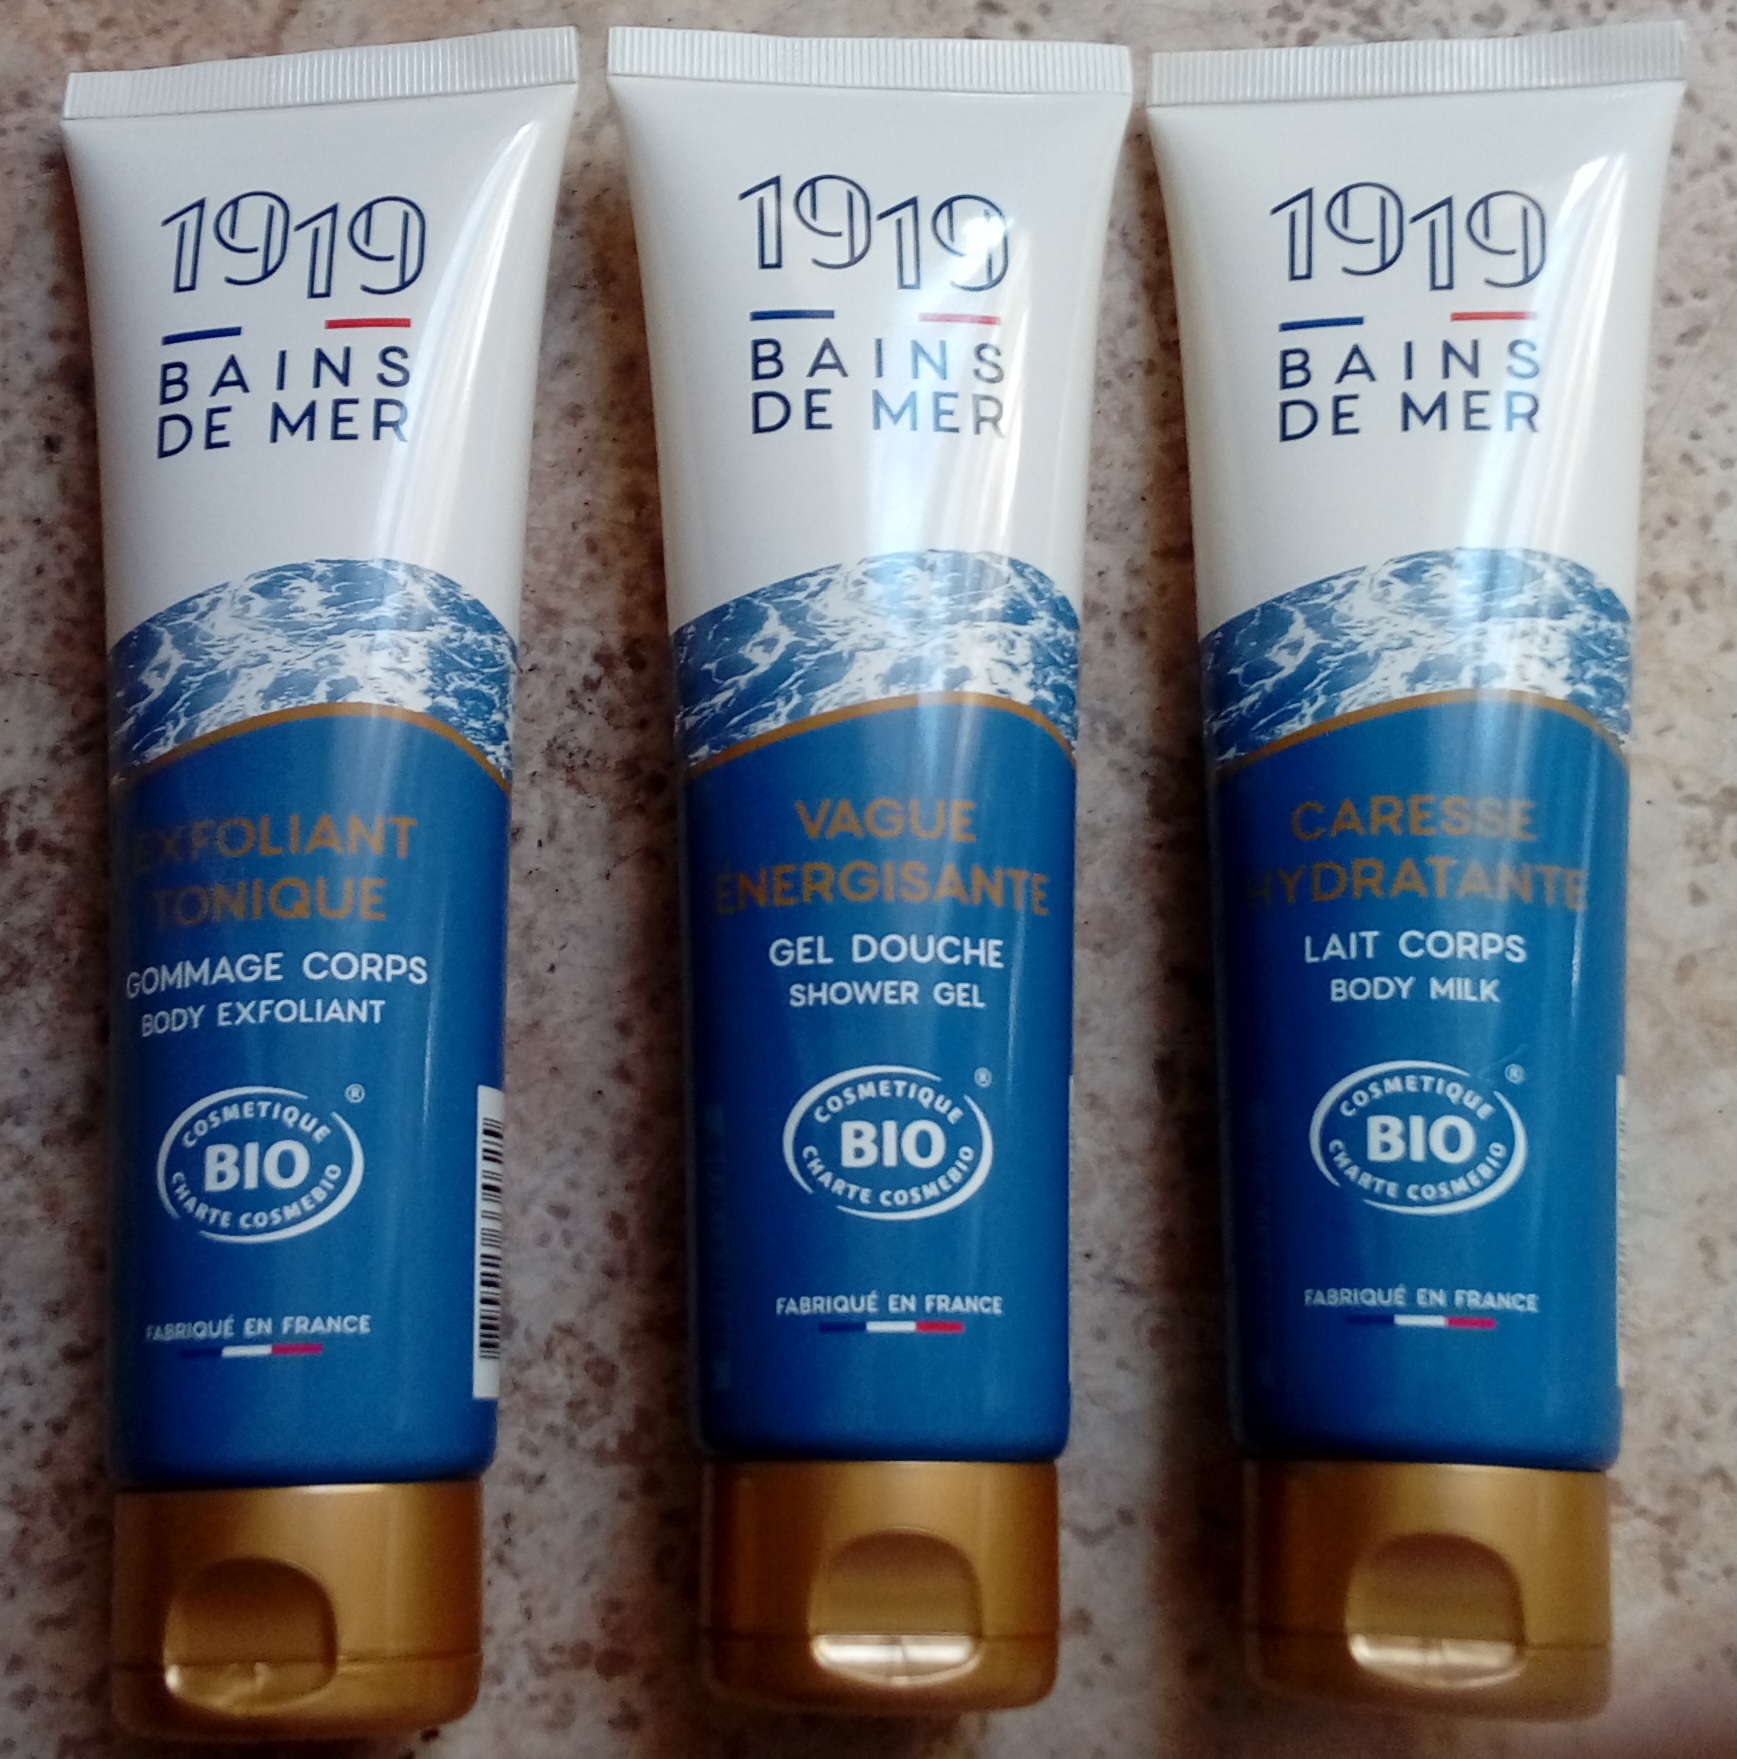 1919
BAINS
DE MER
EXFOLIANT
TONIQUE
GOMMAGE CORPS
BODY EXFOLIANT
COSMETIQUE
®
BIO
CHARTE COSMEBIO
FABRIQUÉ EN FRANCE
1919
BAINS
DE MER
VAGUE
ÉNERGISANTE
GEL DOUCHE
SHOWER GEL
COSMETIQUE
®
BIO
CHARTE COSMEBIO
FABRIQUÉ EN FRANCE
1919
BAINS
DE MER
CARESSE
HYDRATANTE
LAIT CORPS
BODY MILK
COSMETIQUE
®
BIO
CHARTE COSMEBIO
FABRIQUÉ EN FRANCE